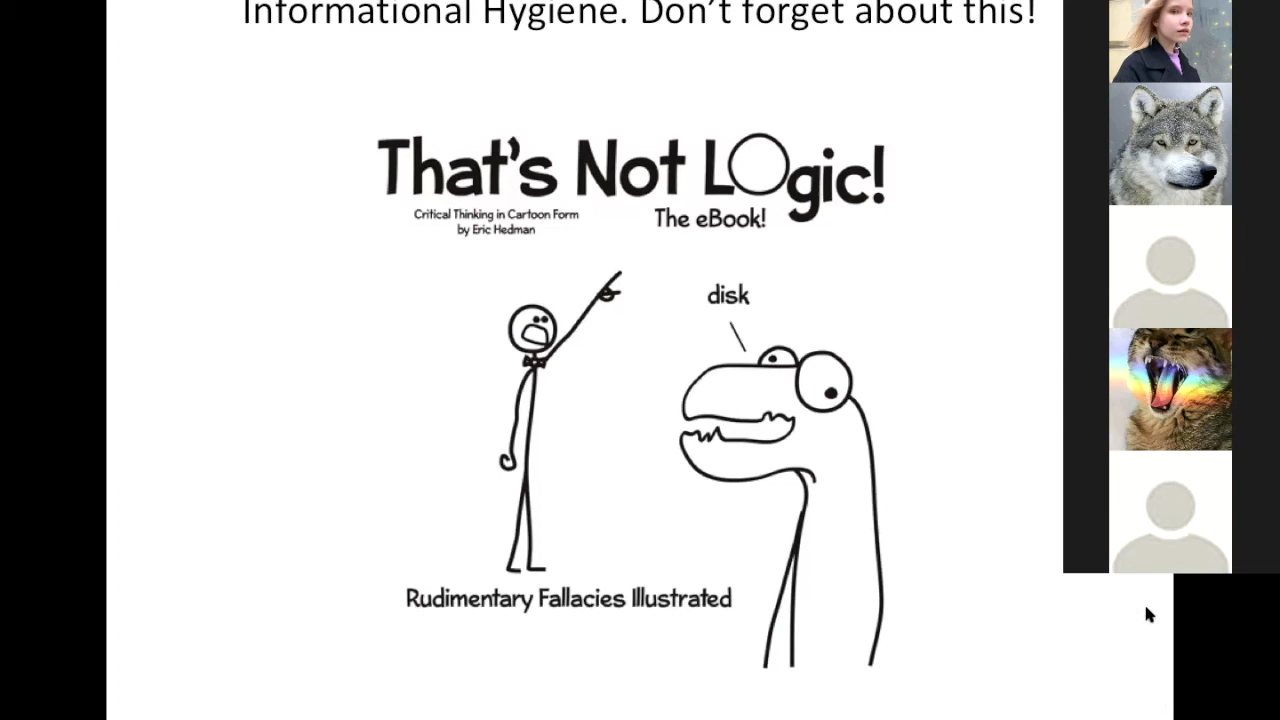 Informational Hygiene. Don't forget about this!
That's Not LOgic!
Critical Thinking in Cartoon Form
by Eric Hedman
The eBook!
disk
Rudimentary Fallacies Illustrated